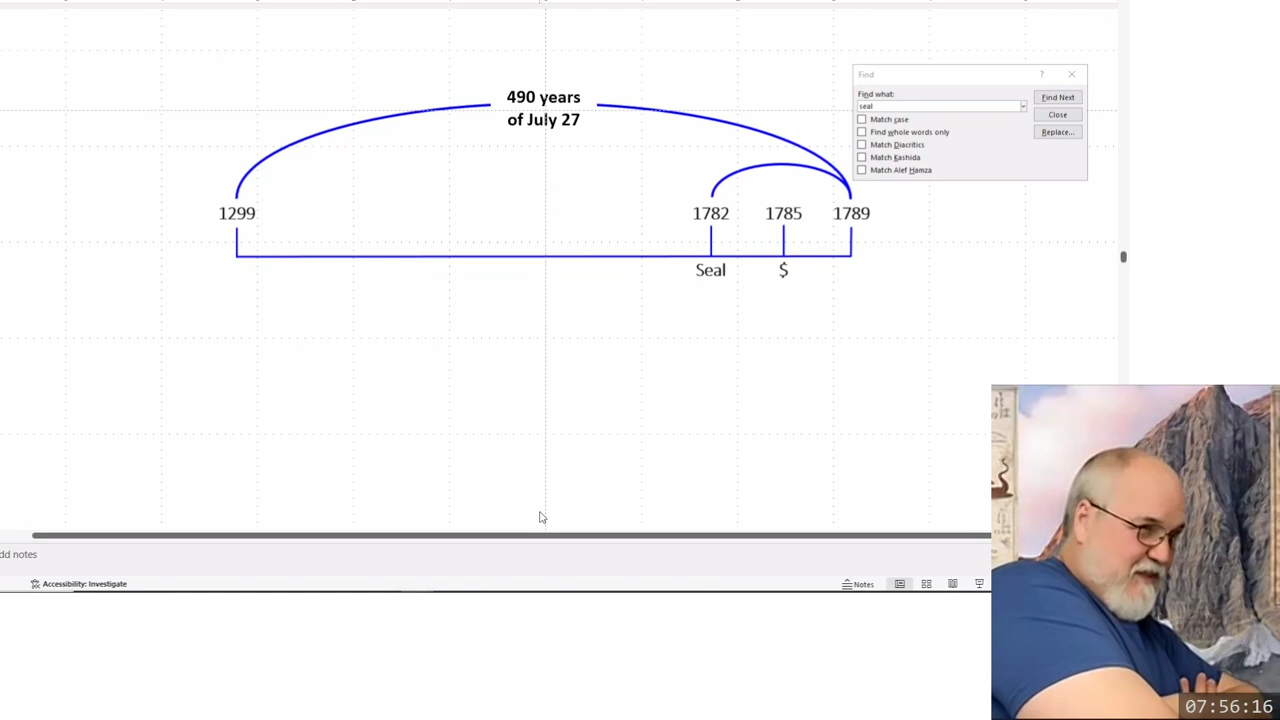 490 years
of July 27
1299
1782
1785
1789
Seal
$
Find
?
Find what:
seal
Match case
Find whole words only
Match Diacritics
Match Kashida
Match Alef Hamza
Find Next
Close
Replace...
dd notes
Accessibility: Investigate
Notes
07:56:16